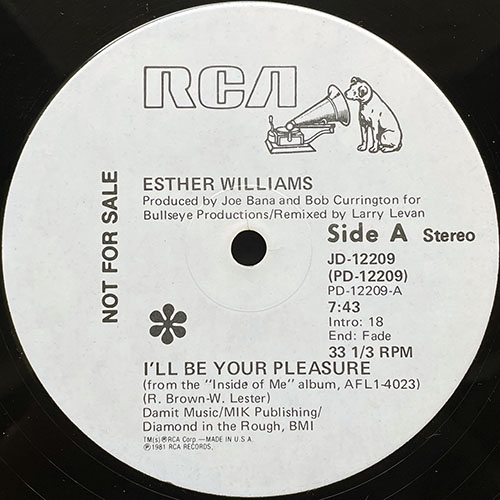 RCA
NOT FOR SALE
ESTHER WILLIAMS
Produced by Joe Bana and Bob Currington for
Bullseye Productions/Remixed by Larry Levan
Side A Stereo
JD-12209
(PD-12209)
PD-12209-A
7:43
Intro: 18
End: Fade
33 1/3 RPM
I'LL BE YOUR PLEASURE
(from the "Inside of Me" album, AFL1-4023)
(R. Brown-W. Lester)
Damit Music/MIK Publishing/
Diamond in the Rough, BMI
TM(s)®RCA Corp —MADE IN U.S.A.
Ⓟ1981 RCA RECORDS.